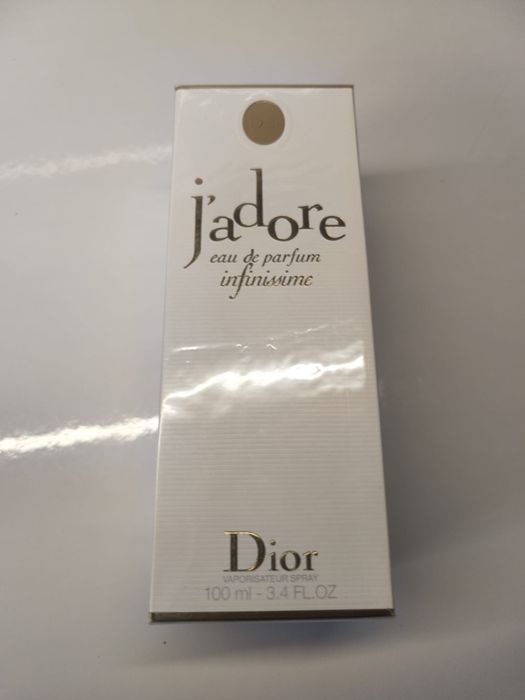 j'adore
eau de parfum
infinissime
Dior
VAPORISATEUR SPRAY
100 ml - 3.4 FL.OZ